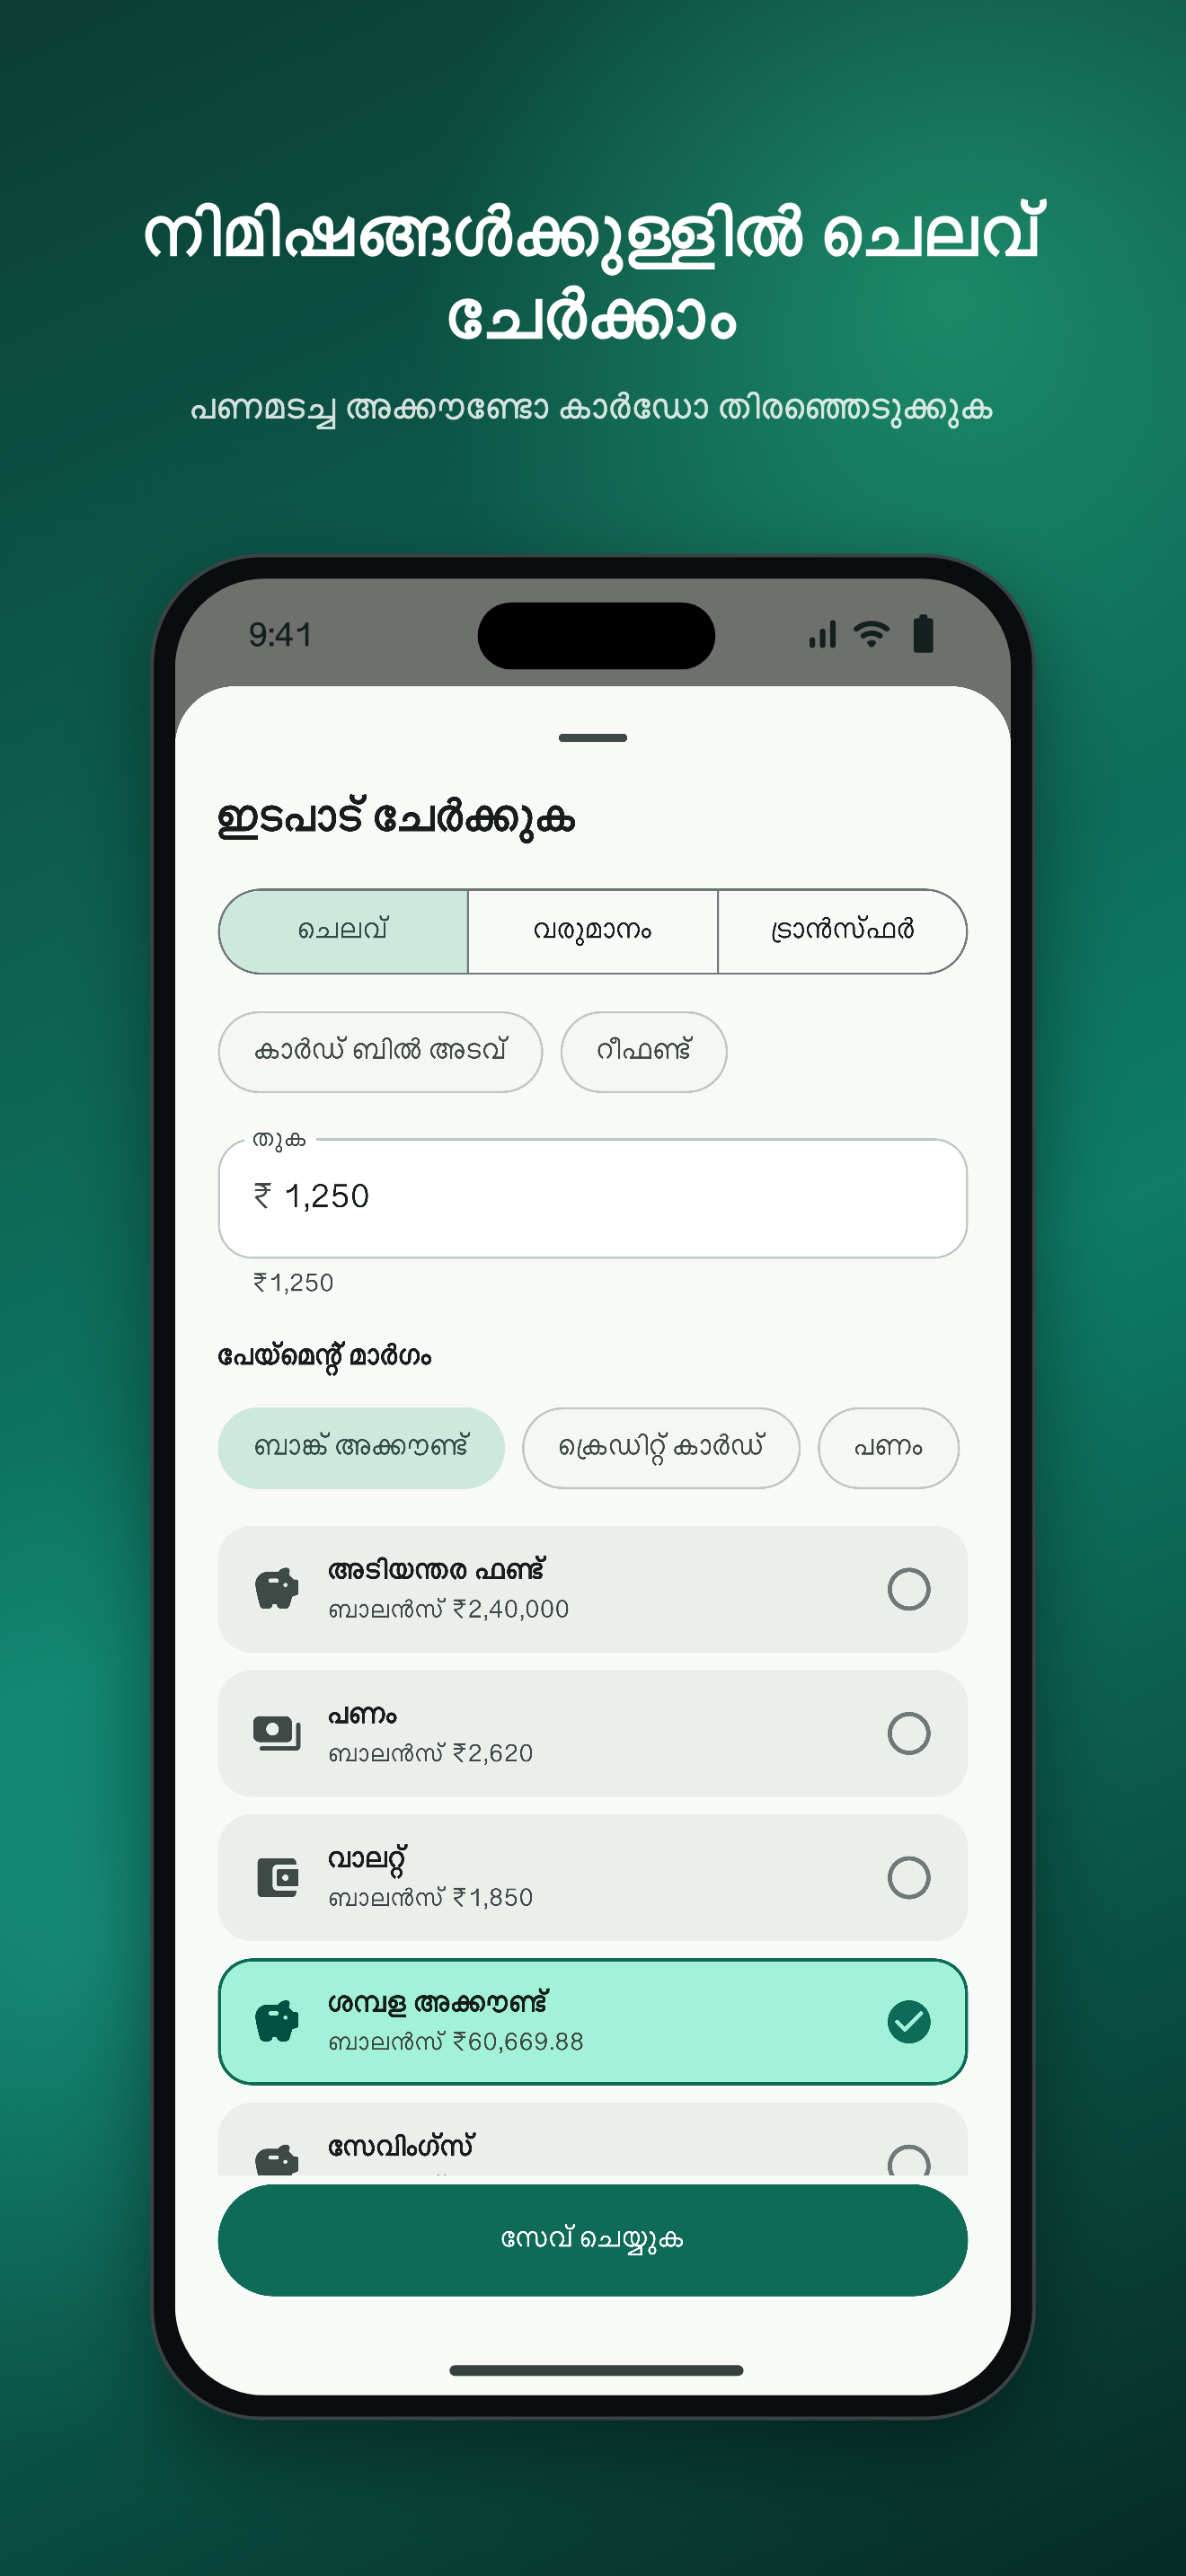 നിമിഷങ്ങൾക്കുള്ളിൽ ചെലവ്
ചേർക്കാം
പണമടച്ച അക്കൗണ്ടോ കാർഡോ തിരഞ്ഞെടുക്കുക
9:41
ഇടപാട് ചേർക്കുക
ചെലവ്
വരുമാനം
ട്രാൻസ്ഫർ
കാർഡ് ബിൽ അടവ്
റീഫണ്ട്
തുക
₹ 1,250
₹1,250
പേയ്മെന്റ് മാർഗം
ബാങ്ക് അക്കൗണ്ട്
ക്രെഡിറ്റ് കാർഡ്
പണം
അടിയന്തര ഫണ്ട്
ബാലൻസ് ₹2,40,000
പണം
ബാലൻസ് ₹2,620
വാലറ്റ്
ബാലൻസ് ₹1,850
ശമ്പള അക്കൗണ്ട്
ബാലൻസ് ₹60,669.88
സേവിംഗ്സ്
സേവ് ചെയ്യുക